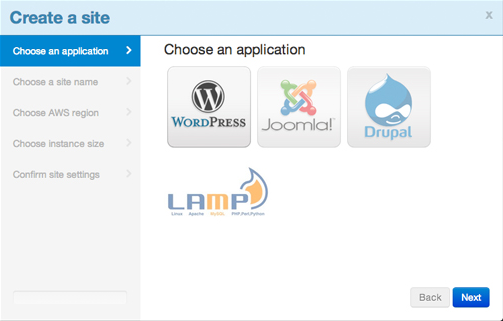 Create a site
x
Choose an application
Choose a site name
Choose AWS region
Choose instance size
Confirm site settings
Choose an application
WORDPRESS
Joomla!
Drupal
LAMP
Linux Apache MySQL PHP,Perl,Python
Back
Next